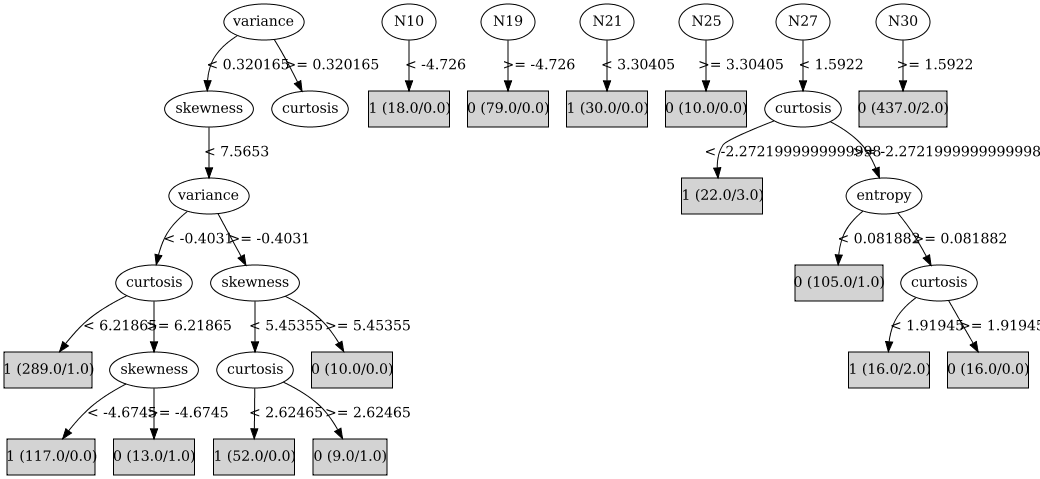 variance N10 N19 N21 N25 N27 N30
< 0.320165 >= 0.320165 < -4.726 >= -4.726 < 3.30405 >= 3.30405 < 1.5922 >= 1.5922
skewness curtosis 1 (18.0/0.0) 0 (79.0/0.0) 1 (30.0/0.0) 0 (10.0/0.0) curtosis 0 (437.0/2.0)
< 7.5653 < -2.2721999999999998 >= -2.2721999999999998
variance 1 (22.0/3.0) entropy
< -0.4031 >= -0.4031 < 0.081882 >= 0.081882
curtosis skewness 0 (105.0/1.0) curtosis
< 6.21865 >= 6.21865 < 5.45355 >= 5.45355 < 1.91945 >= 1.91945
1 (289.0/1.0) skewness curtosis 0 (10.0/0.0) 1 (16.0/2.0) 0 (16.0/0.0)
< -4.6745 >= -4.6745 < 2.62465 >= 2.62465
1 (117.0/0.0) 0 (13.0/1.0) 1 (52.0/0.0) 0 (9.0/1.0)